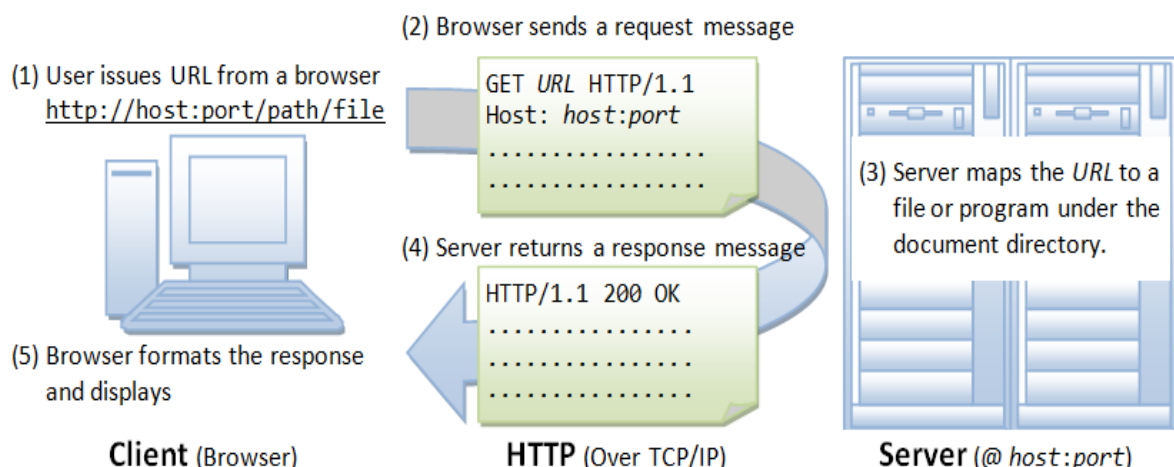 (2) Browser sends a request message
(1) User issues URL from a browser
http://host:port/path/file
GET URL HTTP/1.1
Host: host:port
..................
..................
(3) Server maps the URL to a
file or program under the
document directory.
(4) Server returns a response message
HTTP/1.1 200 OK
.................
.................
.................
(5) Browser formats the response
and displays
Client (Browser)
HTTP (Over TCP/IP)
Server (@ host:port)